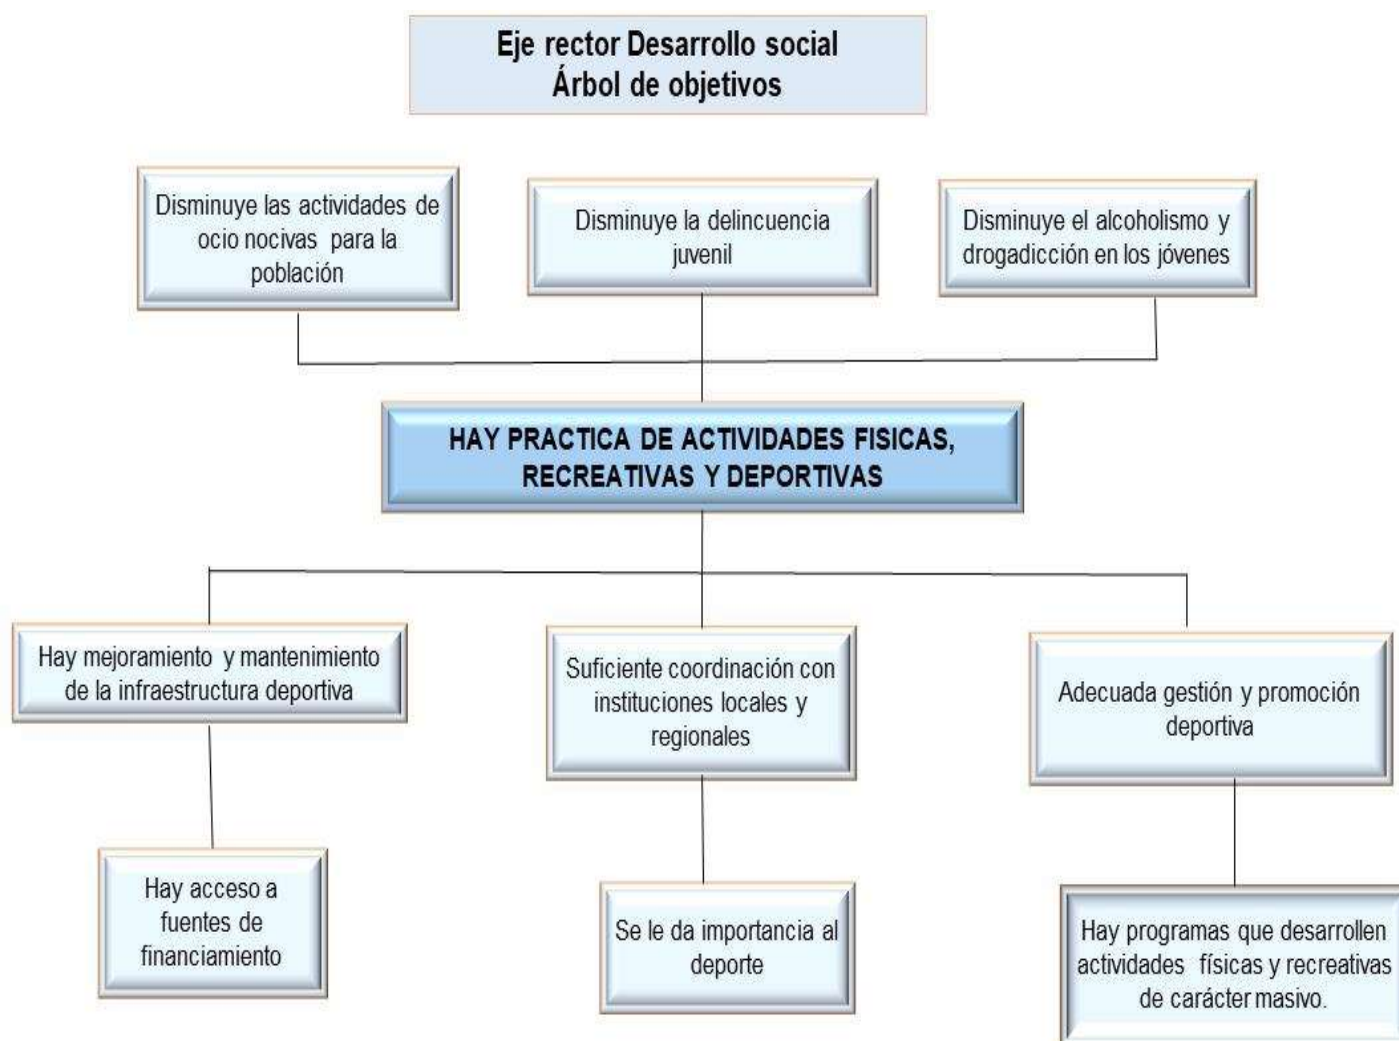 Eje rector Desarrollo social
Árbol de objetivos
Disminuye las actividades de
ocio nocivas para la
población
Disminuye la delincuencia
juvenil
Disminuye el alcoholismo y
drogadicción en los jóvenes
HAY PRACTICA DE ACTIVIDADES FISICAS,
RECREATIVAS Y DEPORTIVAS
Hay mejoramiento y mantenimiento
de la infraestructura deportiva
Suficiente coordinación con
instituciones locales y
regionales
Adecuada gestión y promoción
deportiva
Hay acceso a
fuentes de
financiamiento
Se le da importancia al
deporte
Hay programas que desarrollen
actividades físicas y recreativas
de carácter masivo.